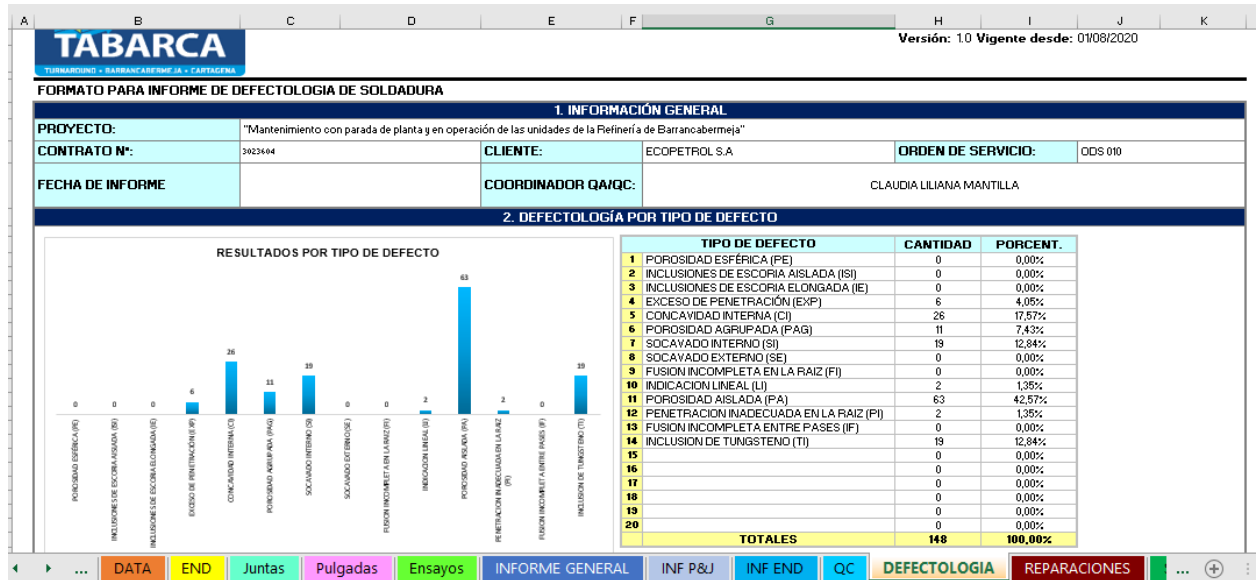 A B C D E F G H I J K
TABARCA
TURNAROUND • BARRANCABERMEJA • CARTAGENA
Versión: 1.0 Vigente desde: 01/08/2020
FORMATO PARA INFORME DE DEFECTOLOGIA DE SOLDADURA
1. INFORMACIÓN GENERAL
PROYECTO: "Mantenimiento con parada de planta y en operación de las unidades de la Refinería de Barrancabermeja"
CONTRATO N°: 3023604 CLIENTE: ECOPETROL S.A ORDEN DE SERVICIO: ODS 010
FECHA DE INFORME COORDINADOR QA/QC: CLAUDIA LILIANA MANTILLA
2. DEFECTOLOGÍA POR TIPO DE DEFECTO
RESULTADOS POR TIPO DE DEFECTO
0 0 0 6 26 11 19 0 0 2 63 2 0 19
POROSIDAD ESFÉRICA (PE)
INCLUSIONES DE ESCORIA AISLADA (ISI)
INCLUSIONES DE ESCORIA ELONGADA (IE)
EXCESO DE PENETRACIÓN (EXP)
CONCAVIDAD INTERNA (CI)
POROSIDAD AGRUPADA (PAG)
SOCAVADO INTERNO (SI)
SOCAVADO EXTERNO (SE)
FUSION INCOMPLETA EN LA RAIZ (FI)
INDICACION LINEAL (LI)
POROSIDAD AISLADA (PA)
PENETRACION INADECUADA EN LA RAIZ
(PI)
FUSION INCOMPLETA ENTRE PASES (IF)
INCLUSION DE TUNGSTENO (TI)
TIPO DE DEFECTO CANTIDAD PORCENT.
1 POROSIDAD ESFÉRICA (PE) 0 0,00%
2 INCLUSIONES DE ESCORIA AISLADA (ISI) 0 0,00%
3 INCLUSIONES DE ESCORIA ELONGADA (IE) 0 0,00%
4 EXCESO DE PENETRACIÓN (EXP) 6 4,05%
5 CONCAVIDAD INTERNA (CI) 26 17,57%
6 POROSIDAD AGRUPADA (PAG) 11 7,43%
7 SOCAVADO INTERNO (SI) 19 12,84%
8 SOCAVADO EXTERNO (SE) 0 0,00%
9 FUSION INCOMPLETA EN LA RAIZ (FI) 0 0,00%
10 INDICACION LINEAL (LI) 2 1,35%
11 POROSIDAD AISLADA (PA) 63 42,57%
12 PENETRACION INADECUADA EN LA RAIZ (PI) 2 1,35%
13 FUSION INCOMPLETA ENTRE PASES (IF) 0 0,00%
14 INCLUSION DE TUNGSTENO (TI) 19 12,84%
15 0 0,00%
16 0 0,00%
17 0 0,00%
18 0 0,00%
19 0 0,00%
20 0 0,00%
TOTALES 148 100,00%
... DATA END Juntas Pulgadas Ensayos INFORME GENERAL INF P&J INF END QC DEFECTOLOGIA REPARACIONES ...